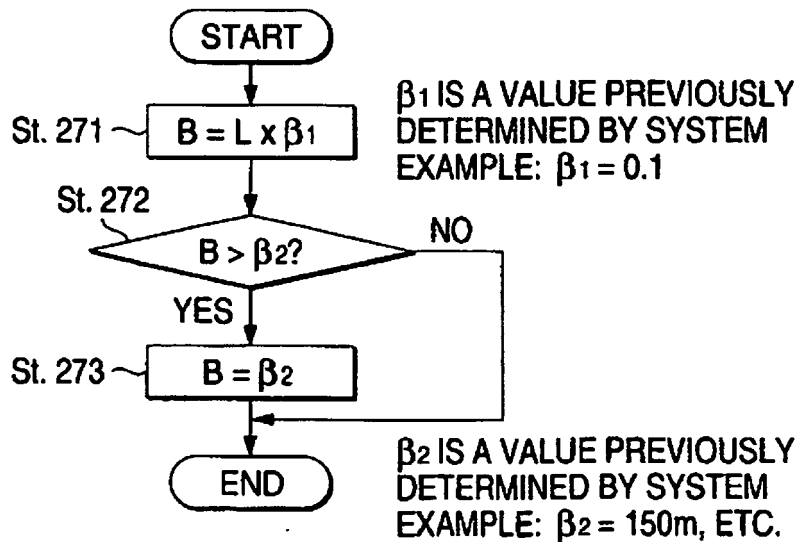 START
St. 271
B = L x β1
β1 IS A VALUE PREVIOUSLY
DETERMINED BY SYSTEM
EXAMPLE: β1 = 0.1
St. 272
B > β2?
NO
YES
St. 273
B = β2
END
β2 IS A VALUE PREVIOUSLY
DETERMINED BY SYSTEM
EXAMPLE: β2 = 150m, ETC.